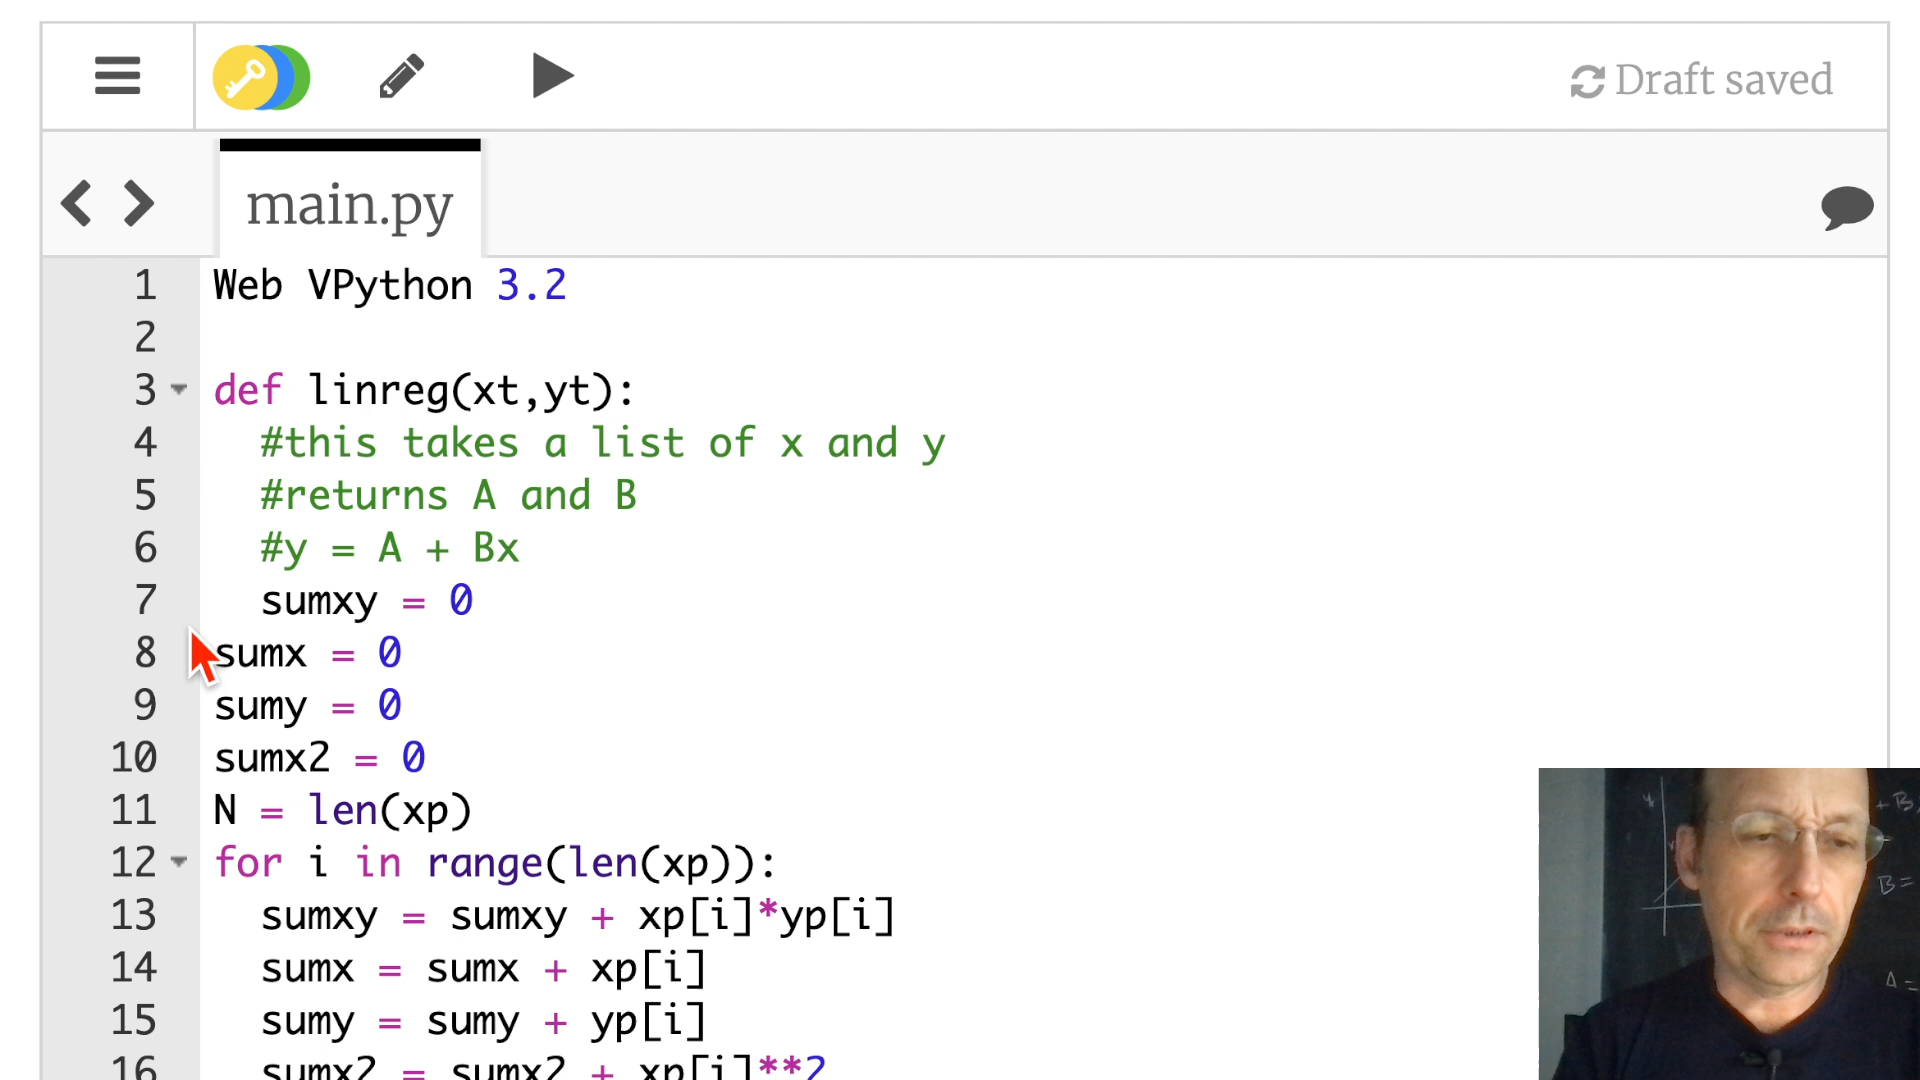 Draft saved
main.py
1 Web VPython 3.2
2
3 def linreg(xt,yt):
4 #this takes a list of x and y
5 #returns A and B
6 #y = A + Bx
7 sumxy = 0
8 sumx = 0
9 sumy = 0
10 sumx2 = 0
11 N = len(xp)
12 for i in range(len(xp)):
13 sumxy = sumxy + xp[i]*yp[i]
14 sumx = sumx + xp[i]
15 sumy = sumy + yp[i]
16 sumx2 = sumx2 + xp[i]**2
+ B
B =